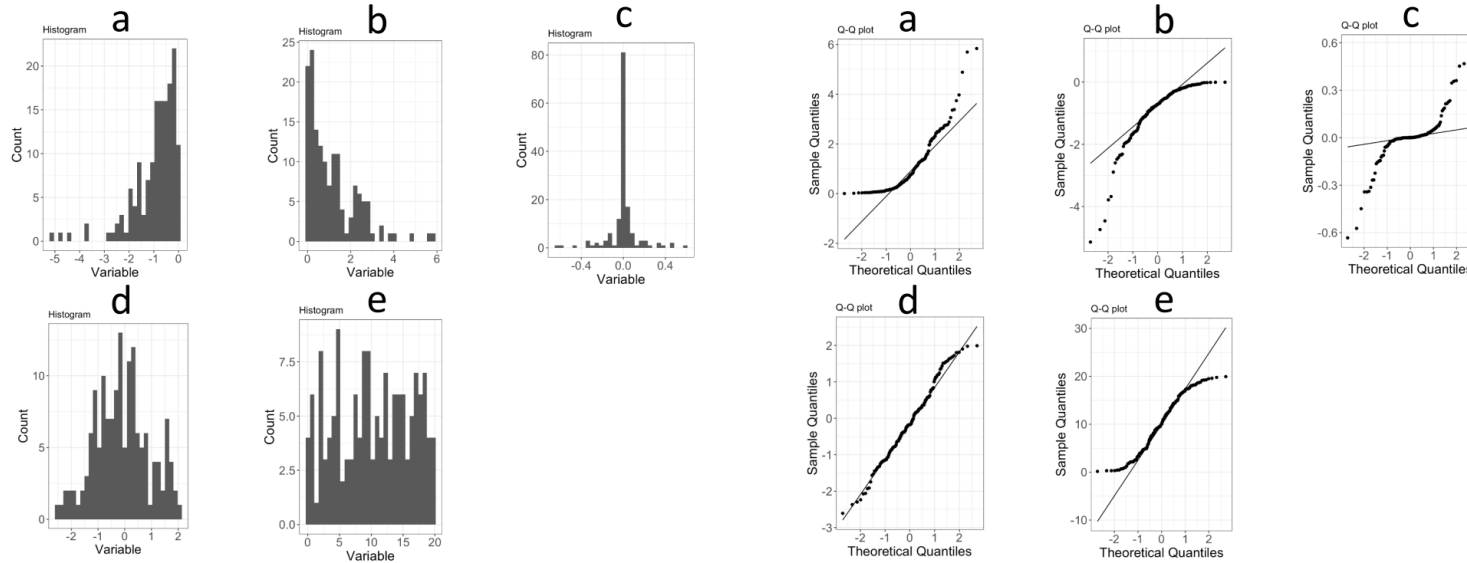 a
Histogram
20
15
10
5
0
Count
-5 -4 -3 -2 -1 0
Variable
b
Histogram
25
20
15
10
5
0
Count
0 2 4 6
Variable
c
Histogram
80
60
40
20
0
Count
-0.4 0.0 0.4
Variable
a
Q-Q plot
6
4
2
0
-2
Sample Quantiles
-2 -1 0 1 2
Theoretical Quantiles
b
Q-Q plot
0
-2
-4
Sample Quantiles
-2 -1 0 1 2
Theoretical Quantiles
c
Q-Q plot
0.6
0.3
0.0
-0.3
-0.6
Sample Quantiles
-2 -1 0 1 2
Theoretical Quantiles
d
Histogram
10
5
0
Count
-2 -1 0 1 2
Variable
e
Histogram
7.5
5.0
2.5
0.0
Count
0 5 10 15 20
Variable
d
Q-Q plot
2
1
0
-1
-2
-3
Sample Quantiles
-2 -1 0 1 2
Theoretical Quantiles
e
Q-Q plot
30
20
10
0
-10
Sample Quantiles
-2 -1 0 1 2
Theoretical Quantiles